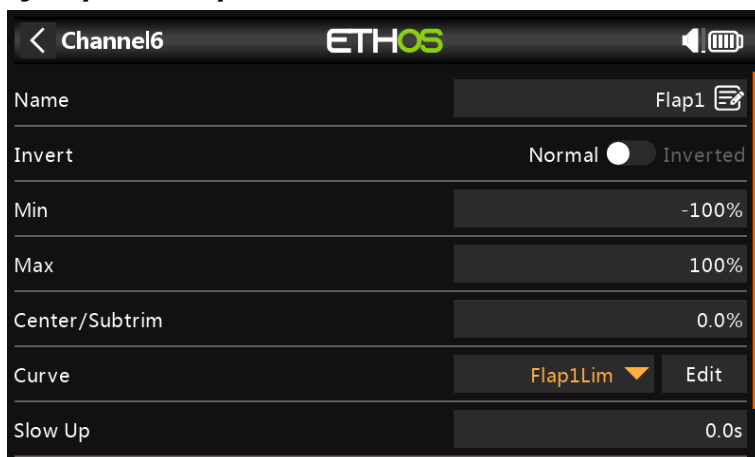 Channel6 ETHOS
Name Flap1
Invert Normal Inverted
Min -100%
Max 100%
Center/Subtrim 0.0%
Curve Flap1Lim Edit
Slow Up 0.0s